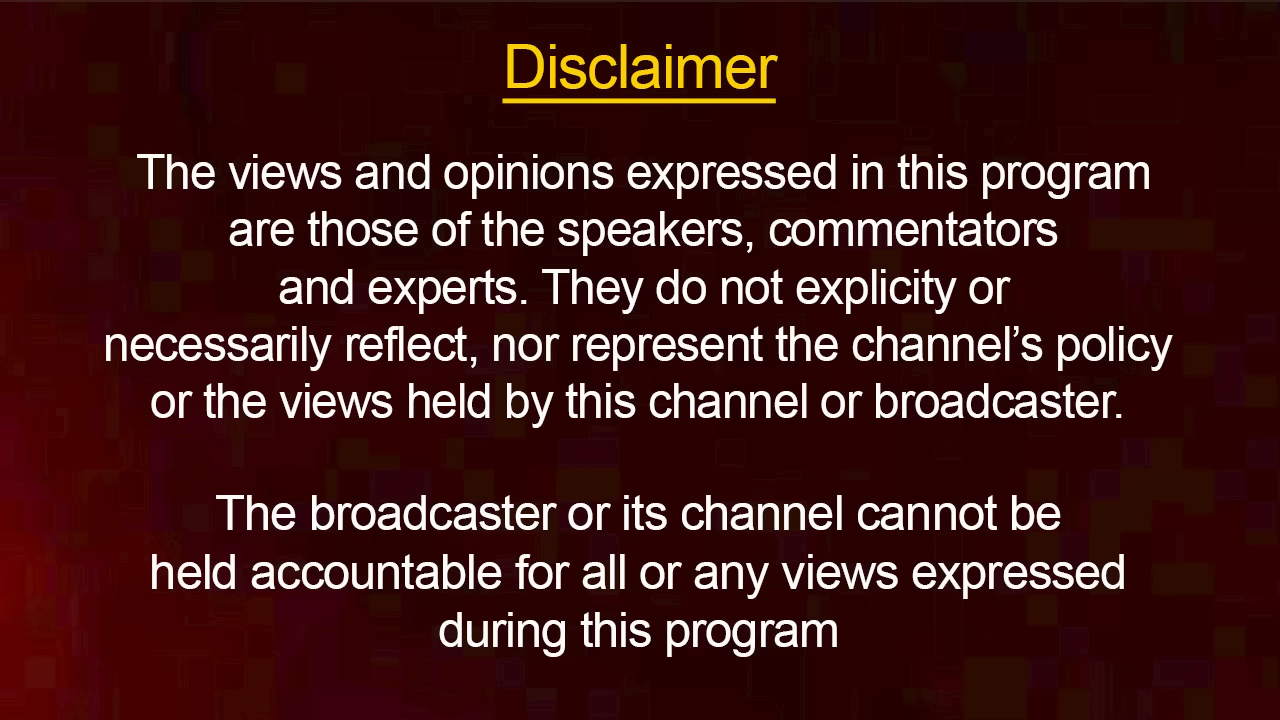 Disclaimer
The views and opinions expressed in this program
are those of the speakers, commentators
and experts. They do not explicity or
necessarily reflect, nor represent the channel’s policy
or the views held by this channel or broadcaster.
The broadcaster or its channel cannot be
held accountable for all or any views expressed
during this program